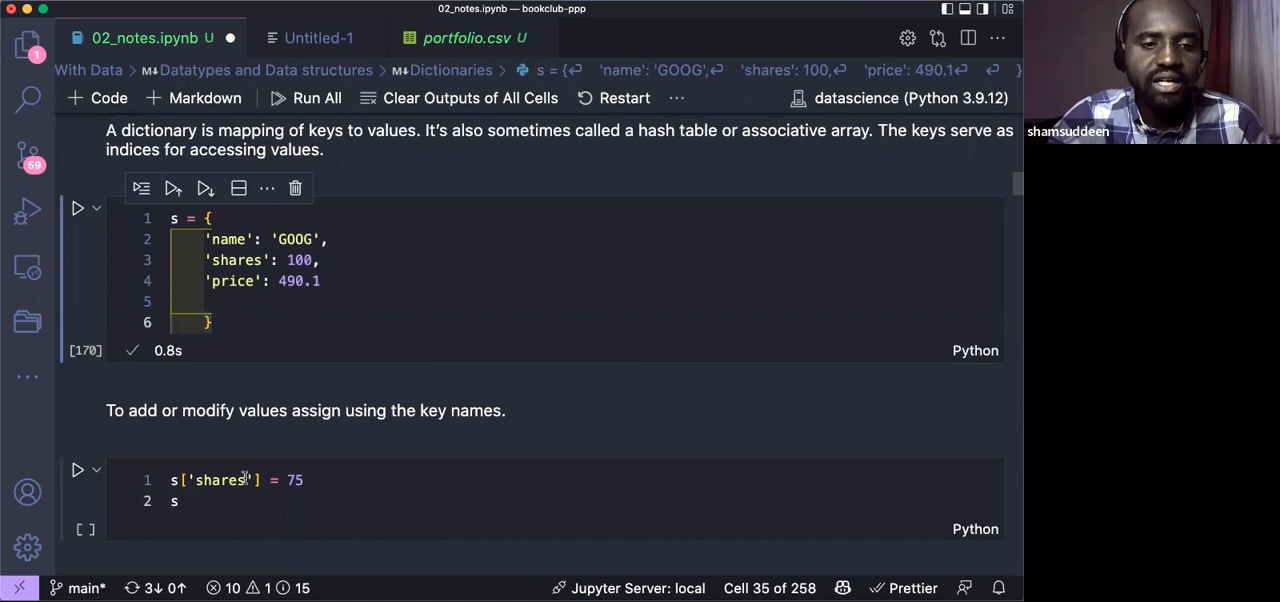 02_notes.ipynb — bookclub-ppp
02_notes.ipynb U Untitled-1 portfolio.csv U
With Data > M↓Datatypes and Data structures > M↓Dictionaries > s = {↵ 'name': 'GOOG',↵ 'shares': 100,↵ 'price': 490.1↵ ↵ }
+ Code + Markdown Run All Clear Outputs of All Cells Restart ··· datascience (Python 3.9.12)
A dictionary is mapping of keys to values. It’s also sometimes called a hash table or associative array. The keys serve as
indices for accessing values.
1 s = {
2 'name': 'GOOG',
3 'shares': 100,
4 'price': 490.1
5
6 }
[170] ✓ 0.8s Python
To add or modify values assign using the key names.
1 s['shares'] = 75
2 s
[ ] Python
main* 3↓ 0↑ 10 1 15 Jupyter Server: local Cell 35 of 258 Prettier
1
59
shamsuddeen